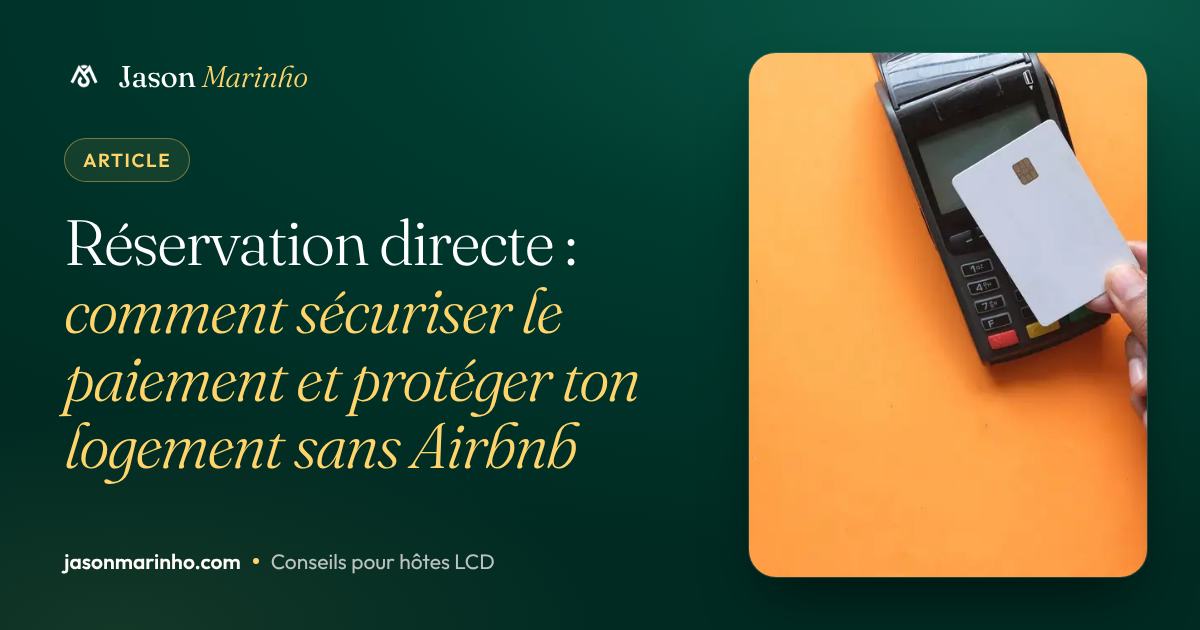 Jason Marinho
ARTICLE
Réservation directe :
comment sécuriser le
paiement et protéger ton
logement sans Airbnb
jasonmarinho.com • Conseils pour hôtes LCD